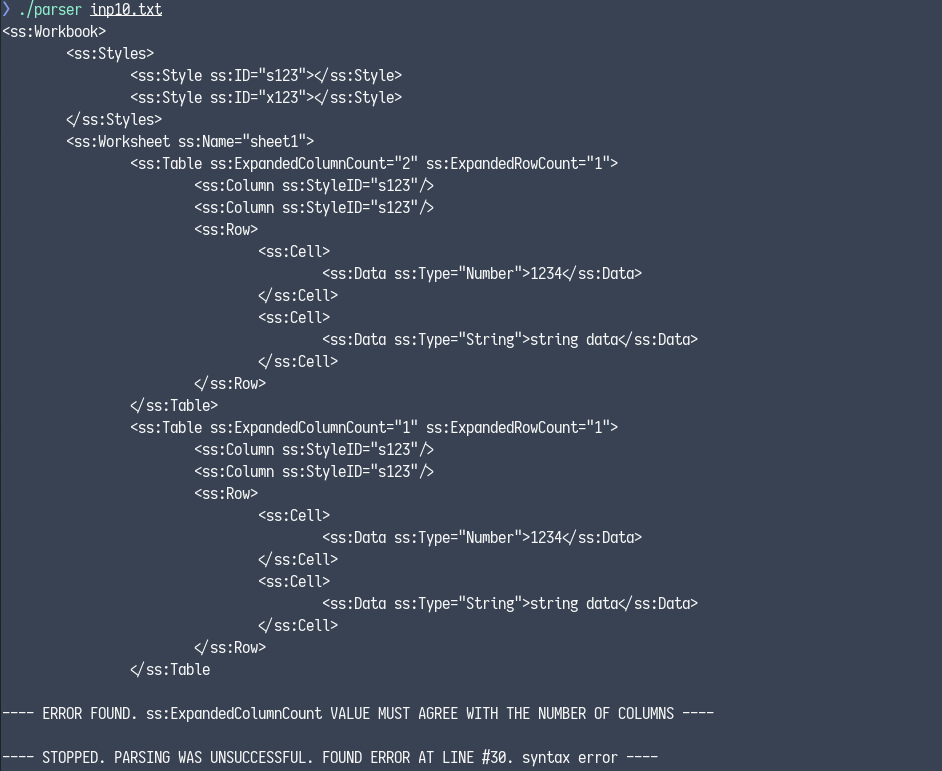 ❯ ./parser inp10.txt
<ss:Workbook>
        <ss:Styles>
                <ss:Style ss:ID="s123"></ss:Style>
                <ss:Style ss:ID="x123"></ss:Style>
        </ss:Styles>
        <ss:Worksheet ss:Name="sheet1">
                <ss:Table ss:ExpandedColumnCount="2" ss:ExpandedRowCount="1">
                        <ss:Column ss:StyleID="s123"/>
                        <ss:Column ss:StyleID="s123"/>
                        <ss:Row>
                                <ss:Cell>
                                        <ss:Data ss:Type="Number">1234</ss:Data>
                                </ss:Cell>
                                <ss:Cell>
                                        <ss:Data ss:Type="String">string data</ss:Data>
                                </ss:Cell>
                        </ss:Row>
                </ss:Table>
                <ss:Table ss:ExpandedColumnCount="1" ss:ExpandedRowCount="1">
                        <ss:Column ss:StyleID="s123"/>
                        <ss:Column ss:StyleID="s123"/>
                        <ss:Row>
                                <ss:Cell>
                                        <ss:Data ss:Type="Number">1234</ss:Data>
                                </ss:Cell>
                                <ss:Cell>
                                        <ss:Data ss:Type="String">string data</ss:Data>
                                </ss:Cell>
                        </ss:Row>
                </ss:Table

---- ERROR FOUND. ss:ExpandedColumnCount VALUE MUST AGREE WITH THE NUMBER OF COLUMNS ----

---- STOPPED. PARSING WAS UNSUCCESSFUL. FOUND ERROR AT LINE #30. syntax error ----